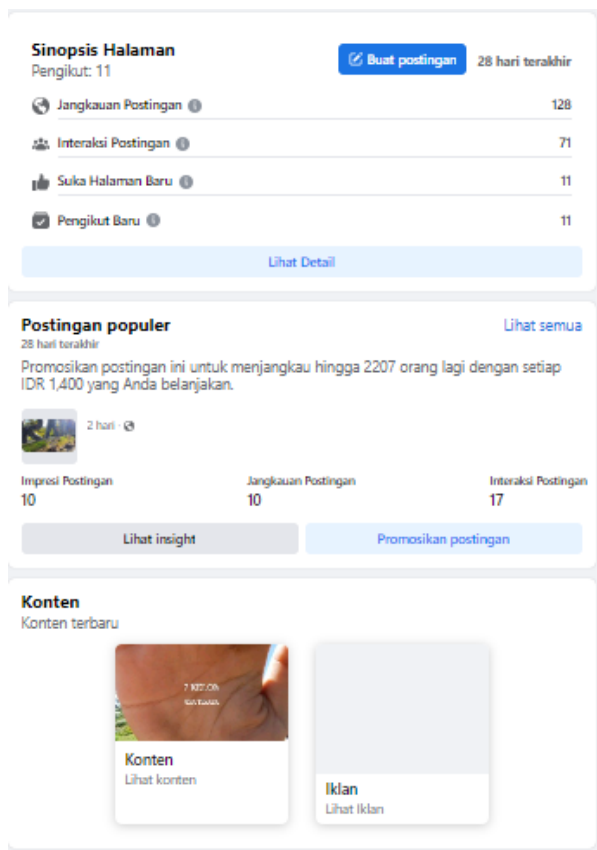 Sinopsis Halaman
Pengikut: 11
Buat postingan
28 hari terakhir
Jangkauan Postingan
128
Interaksi Postingan
71
Suka Halaman Baru
11
Pengikut Baru
11
Lihat Detail
Postingan populer
Lihat semua
28 hari terakhir
Promosikan postingan ini untuk menjangkau hingga 2207 orang lagi dengan setiap
IDR 1,400 yang Anda belanjakan.
2 hari ·
Impresi Postingan
Jangkauan Postingan
Interaksi Postingan
10
10
17
Lihat insight
Promosikan postingan
Konten
Konten terbaru
Konten
Lihat konten
Iklan
Lihat Iklan